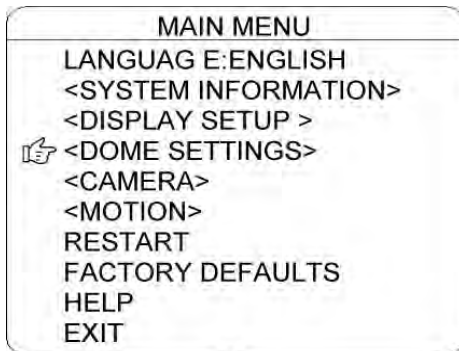 MAIN MENU
LANGUAG E:ENGLISH
<SYSTEM INFORMATION>
<DISPLAY SETUP >
<DOME SETTINGS>
<CAMERA>
<MOTION>
RESTART
FACTORY DEFAULTS
HELP
EXIT